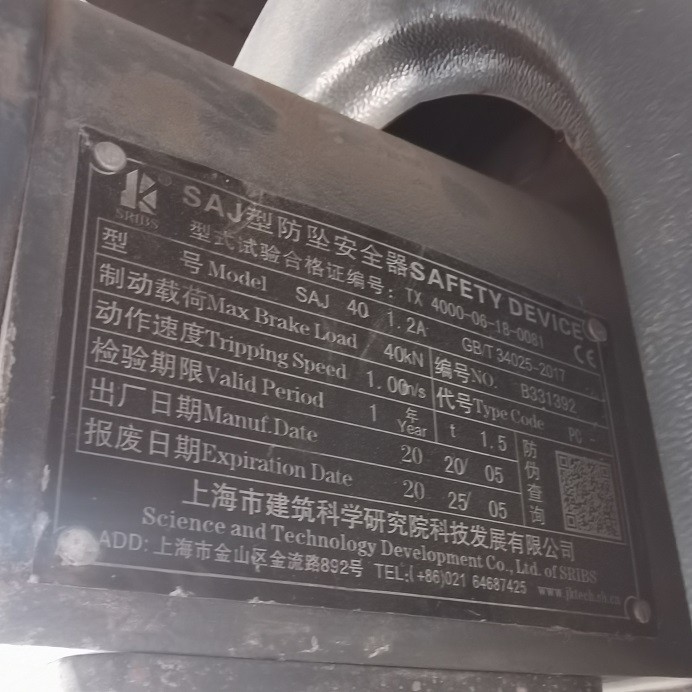 SRIBS
SAJ型防坠安全器SAFETY DEVICE
型式试验合格证编号: TX 4000-06-18-0081
型 号Model SAJ 40 1.2A GB/T 34025-2017 CE
制动载荷Max Brake Load 40kN 编号NO. B331392
动作速度Tripping Speed 1.00m/s 代号Type Code PC -
检验期限Valid Period 1 年 Year t 1.5
出厂日期Manuf.Date 20 20/ 05
报废日期Expiration Date 20 25/ 05
防伪查询
上海市建筑科学研究院科技发展有限公司
Science and Technology Development Co., Ltd. of SRIBS
ADD: 上海市金山区金流路892号 TEL:(+86)021 64687425 www.jktech.sh.cn